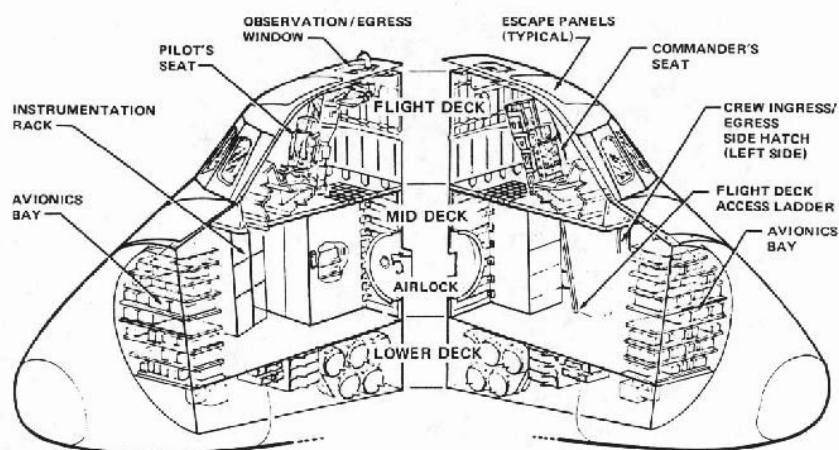 OBSERVATION/EGRESS
WINDOW
PILOT'S
SEAT
INSTRUMENTATION
RACK
AVIONICS
BAY
FLIGHT DECK
MID DECK
AIRLOCK
LOWER DECK
ESCAPE PANELS
(TYPICAL)
COMMANDER'S
SEAT
CREW INGRESS/
EGRESS
SIDE HATCH
(LEFT SIDE)
FLIGHT DECK
ACCESS LADDER
AVIONICS
BAY